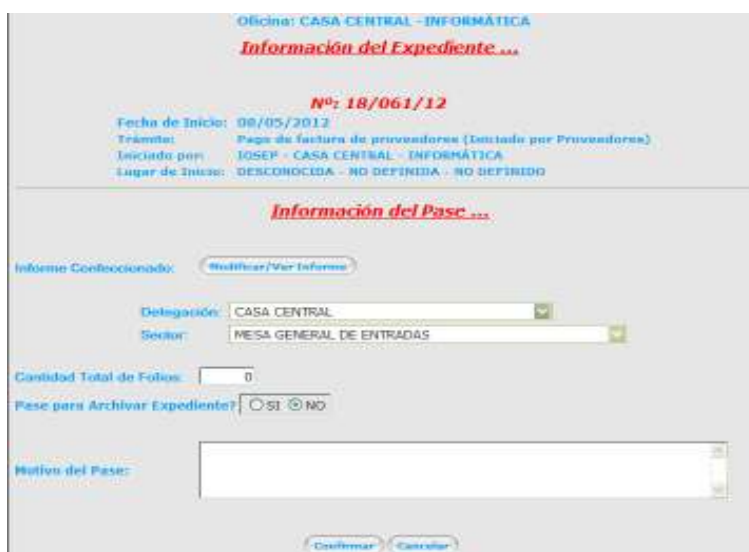 Oficina: CASA CENTRAL - INFORMÁTICA
Información del Expediente ...
Nº: 18/061/12
Fecha de Inicio: 08/05/2012
Trámite: Pago de factura de proveedores (Iniciado por Proveedores)
Iniciado por: IOSEP - CASA CENTRAL - INFORMÁTICA
Lugar de Inicio: DESCONOCIDA - NO DEFINIDA - NO DEFINIDO
Información del Pase ...
Informe Confeccionado: Modificar/Ver Informe
Delegación: CASA CENTRAL
Sector: MESA GENERAL DE ENTRADAS
Cantidad Total de Folios: 0
Pase para Archivar Expediente? SI NO
Motivo del Pase:
Confirmar Cancelar